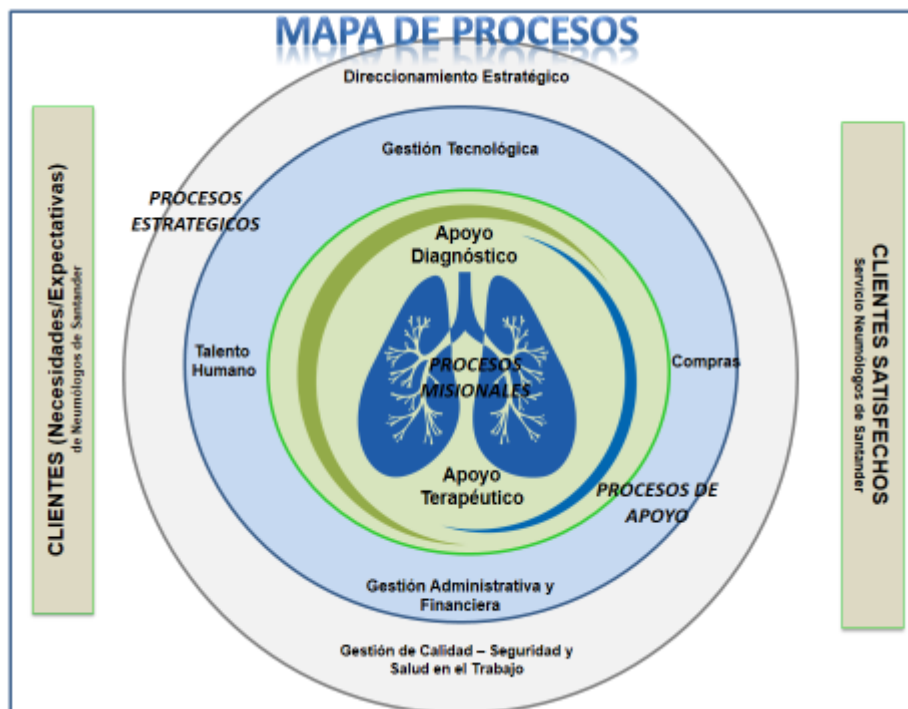 MAPA DE PROCESOS
Direccionamiento Estratégico
Gestión Tecnológica
PROCESOS
ESTRATEGICOS
CLIENTES (Necesidades/Expectativas)
de Neumólogos de Santander
Apoyo
Diagnóstico
Talento
Humano
PROCESOS
MISIONALES
Compras
CLIENTES SATISFECHOS
Servicio Neumólogos de Santander
Apoyo
Terapéutico
PROCESOS DE
APOYO
Gestión Administrativa y
Financiera
Gestión de Calidad – Seguridad y
Salud en el Trabajo